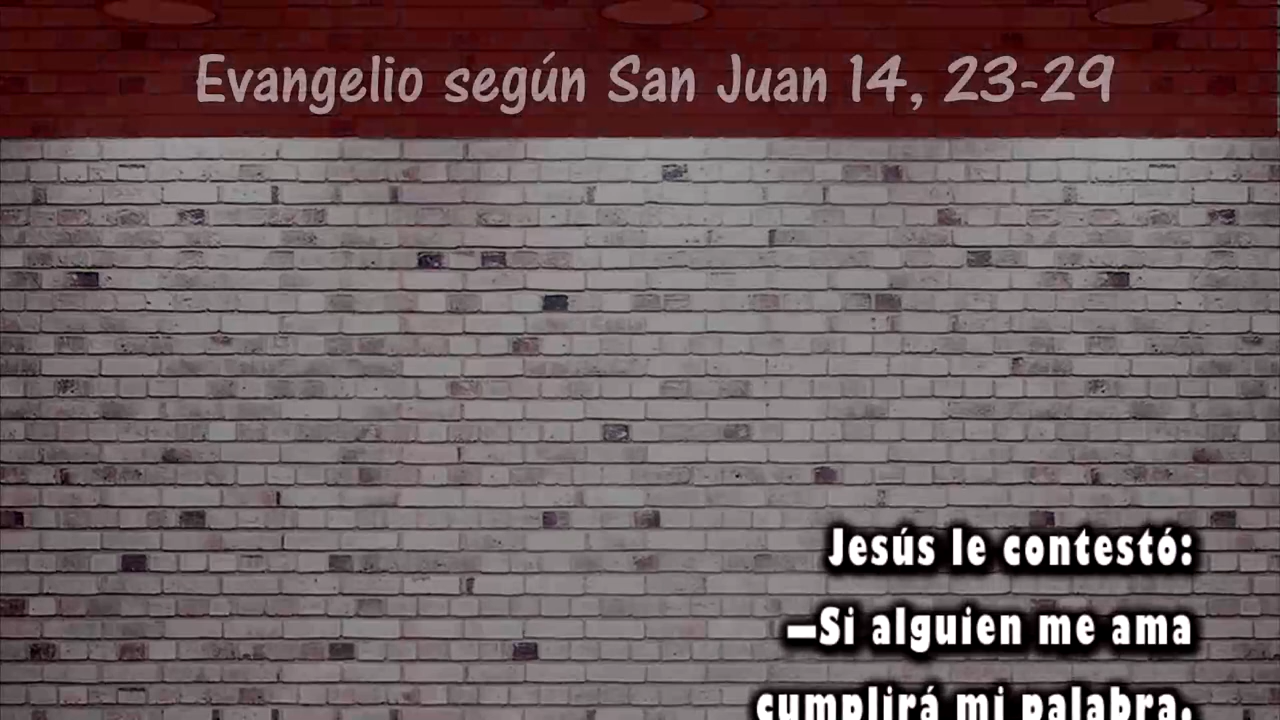 Evangelio según San Juan 14, 23-29
Jesús le contestó:
–Si alguien me ama
cumplirá mi palabra,